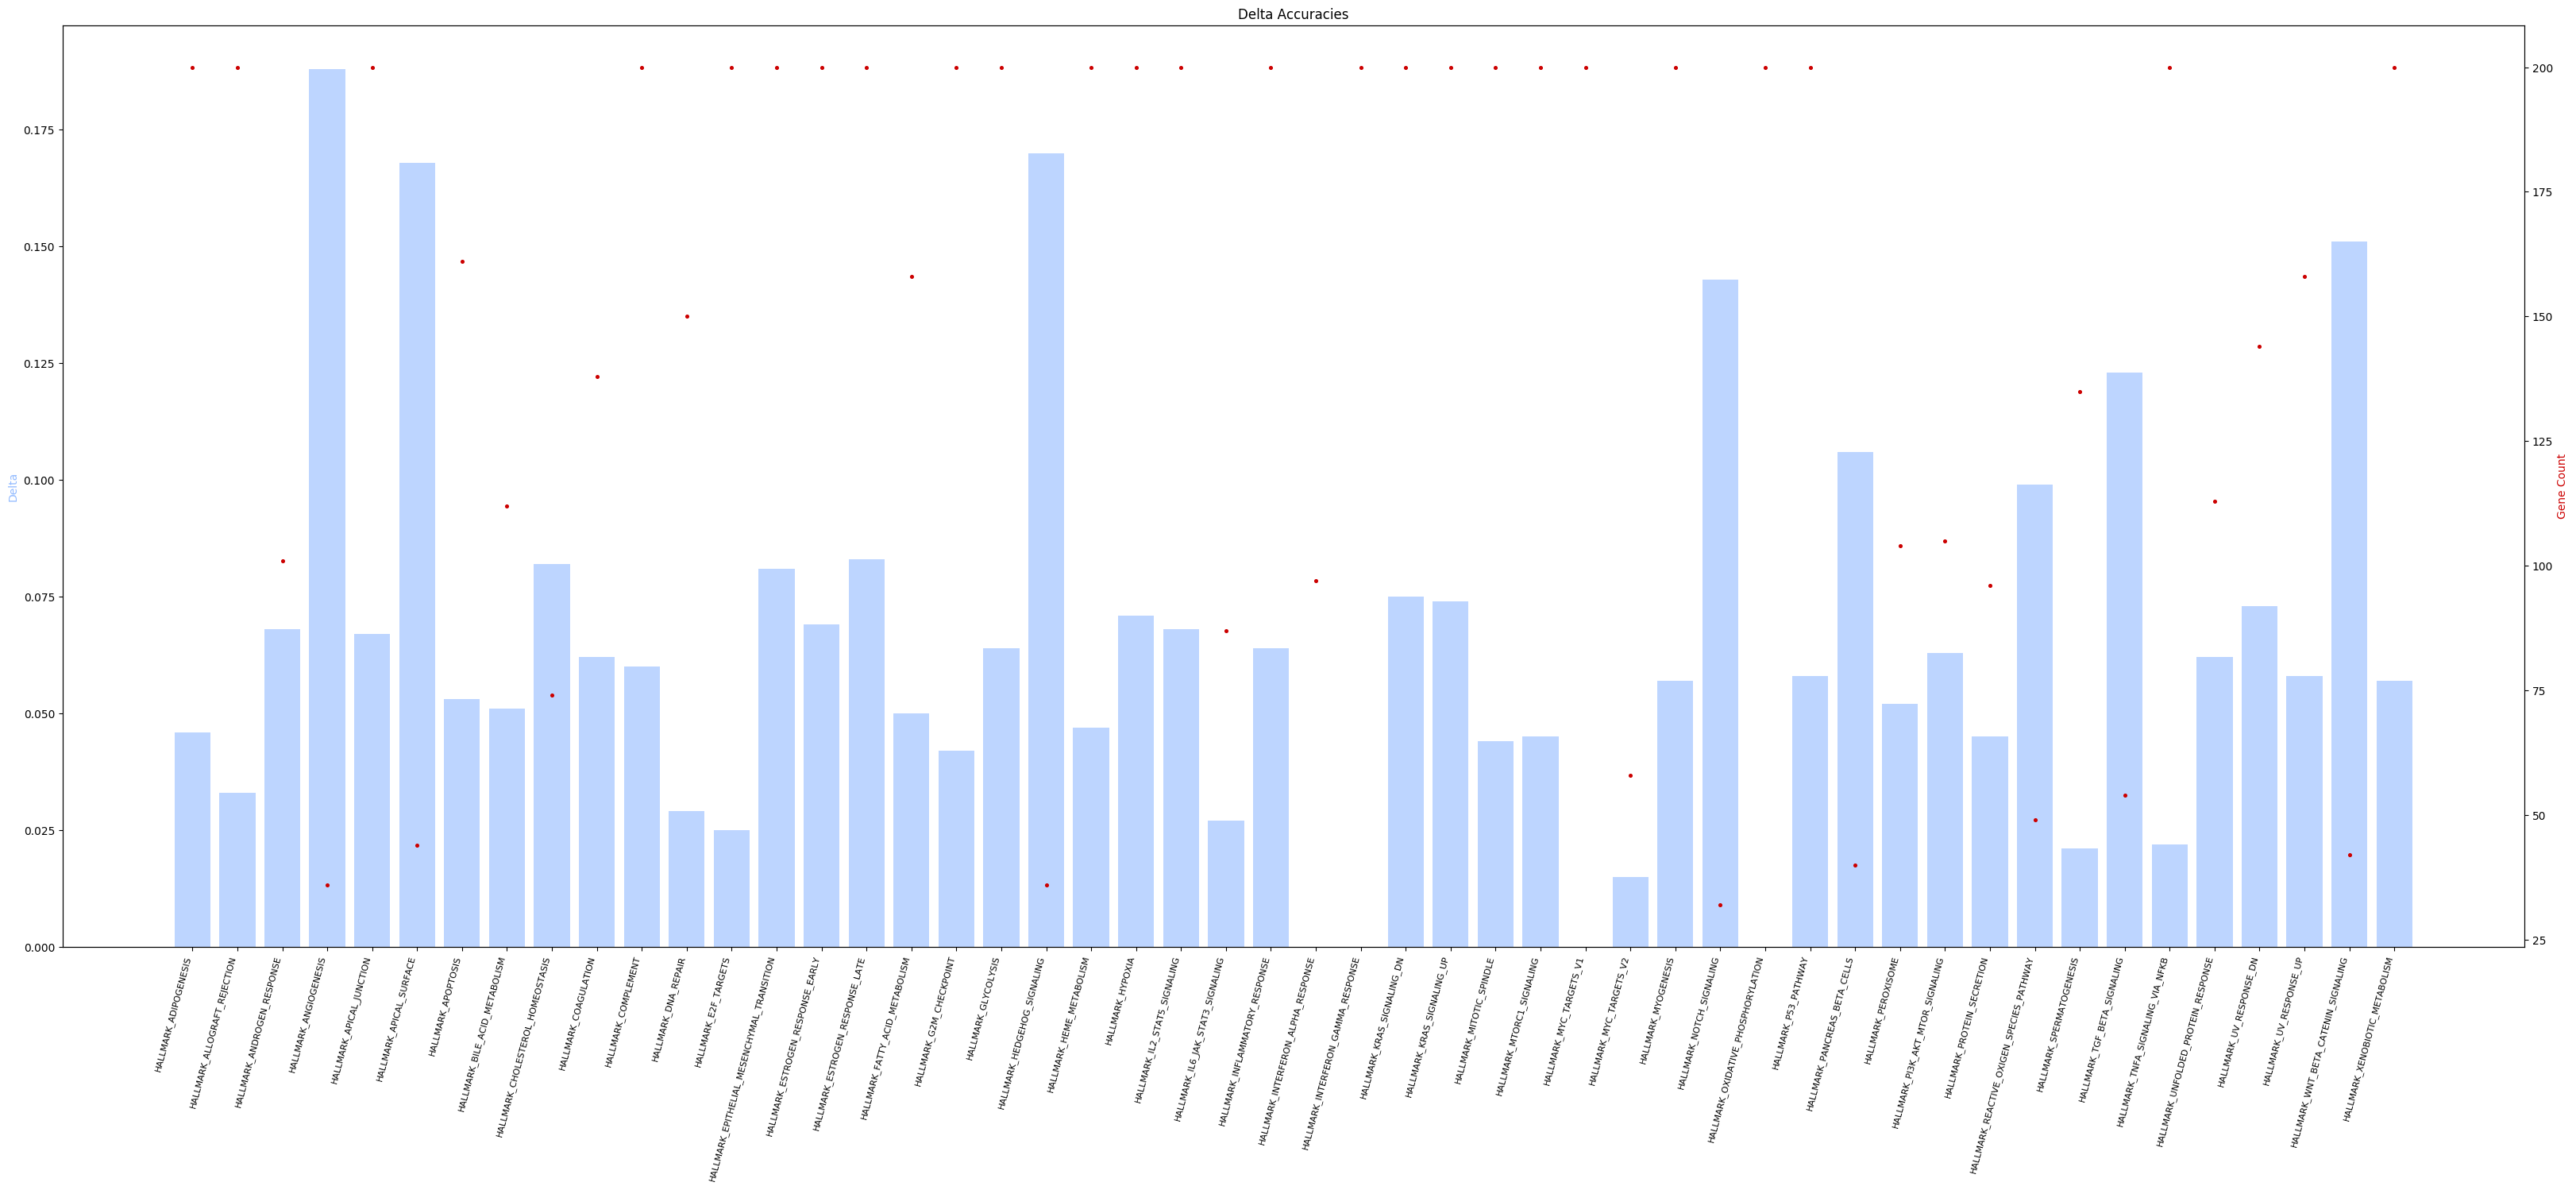 Delta Accuracies
Delta
0.175
0.150
0.125
0.100
0.075
0.050
0.025
0.000
200
175
150
125
100
75
50
25
Gene Count
HALLMARK_ADIPOGENESIS
HALLMARK_ALLOGRAFT_REJECTION
HALLMARK_ANDROGEN_RESPONSE
HALLMARK_ANGIOGENESIS
HALLMARK_APICAL_JUNCTION
HALLMARK_APICAL_SURFACE
HALLMARK_APOPTOSIS
HALLMARK_BILE_ACID_METABOLISM
HALLMARK_CHOLESTEROL_HOMEOSTASIS
HALLMARK_COAGULATION
HALLMARK_COMPLEMENT
HALLMARK_DNA_REPAIR
HALLMARK_E2F_TARGETS
HALLMARK_EPITHELIAL_MESENCHYMAL_TRANSITION
HALLMARK_ESTROGEN_RESPONSE_EARLY
HALLMARK_ESTROGEN_RESPONSE_LATE
HALLMARK_FATTY_ACID_METABOLISM
HALLMARK_G2M_CHECKPOINT
HALLMARK_GLYCOLYSIS
HALLMARK_HEDGEHOG_SIGNALING
HALLMARK_HEME_METABOLISM
HALLMARK_HYPOXIA
HALLMARK_IL2_STAT5_SIGNALING
HALLMARK_IL6_JAK_STAT3_SIGNALING
HALLMARK_INFLAMMATORY_RESPONSE
HALLMARK_INTERFERON_ALPHA_RESPONSE
HALLMARK_INTERFERON_GAMMA_RESPONSE
HALLMARK_KRAS_SIGNALING_DN
HALLMARK_KRAS_SIGNALING_UP
HALLMARK_MITOTIC_SPINDLE
HALLMARK_MTORC1_SIGNALING
HALLMARK_MYC_TARGETS_V1
HALLMARK_MYC_TARGETS_V2
HALLMARK_MYOGENESIS
HALLMARK_NOTCH_SIGNALING
HALLMARK_OXIDATIVE_PHOSPHORYLATION
HALLMARK_P53_PATHWAY
HALLMARK_PANCREAS_BETA_CELLS
HALLMARK_PEROXISOME
HALLMARK_PI3K_AKT_MTOR_SIGNALING
HALLMARK_PROTEIN_SECRETION
HALLMARK_REACTIVE_OXIGEN_SPECIES_PATHWAY
HALLMARK_SPERMATOGENESIS
HALLMARK_TGF_BETA_SIGNALING
HALLMARK_TNFA_SIGNALING_VIA_NFKB
HALLMARK_UNFOLDED_PROTEIN_RESPONSE
HALLMARK_UV_RESPONSE_DN
HALLMARK_UV_RESPONSE_UP
HALLMARK_WNT_BETA_CATENIN_SIGNALING
HALLMARK_XENOBIOTIC_METABOLISM